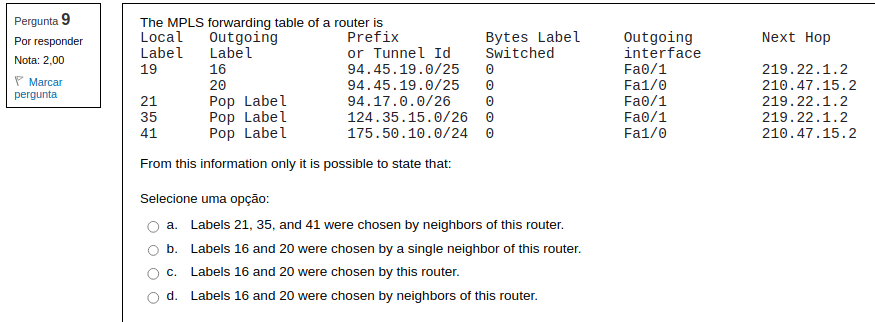 Pergunta 9
Por responder
Nota: 2,00
Marcar
pergunta
The MPLS forwarding table of a router is
Local Outgoing Prefix Bytes Label Outgoing Next Hop
Label Label or Tunnel Id Switched interface
19 16 94.45.19.0/25 0 Fa0/1 219.22.1.2
20 94.45.19.0/25 0 Fa1/0 210.47.15.2
21 Pop Label 94.17.0.0/26 0 Fa0/1 219.22.1.2
35 Pop Label 124.35.15.0/26 0 Fa0/1 219.22.1.2
41 Pop Label 175.50.10.0/24 0 Fa1/0 210.47.15.2
From this information only it is possible to state that:
Selecione uma opção:
a. Labels 21, 35, and 41 were chosen by neighbors of this router.
b. Labels 16 and 20 were chosen by a single neighbor of this router.
c. Labels 16 and 20 were chosen by this router.
d. Labels 16 and 20 were chosen by neighbors of this router.